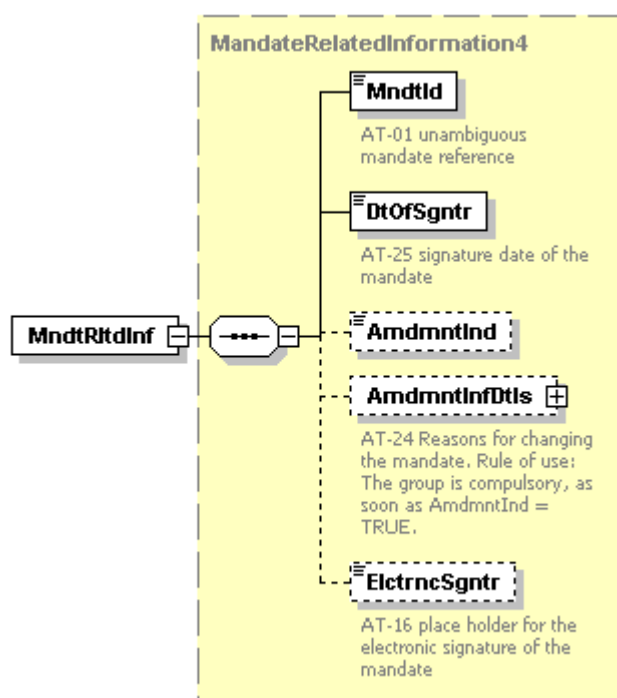 MandateRelatedInformation4
MndtId
AT-01 unambiguous
mandate reference
DtOfSgntr
AT-25 signature date of the
mandate
MndtRltdInf
AmdmntInd
AmdmntInfDtls
AT-24 Reasons for changing
the mandate. Rule of use:
The group is compulsory, as
soon as AmdmntInd =
TRUE.
ElctrncSgntr
AT-16 place holder for the
electronic signature of the
mandate